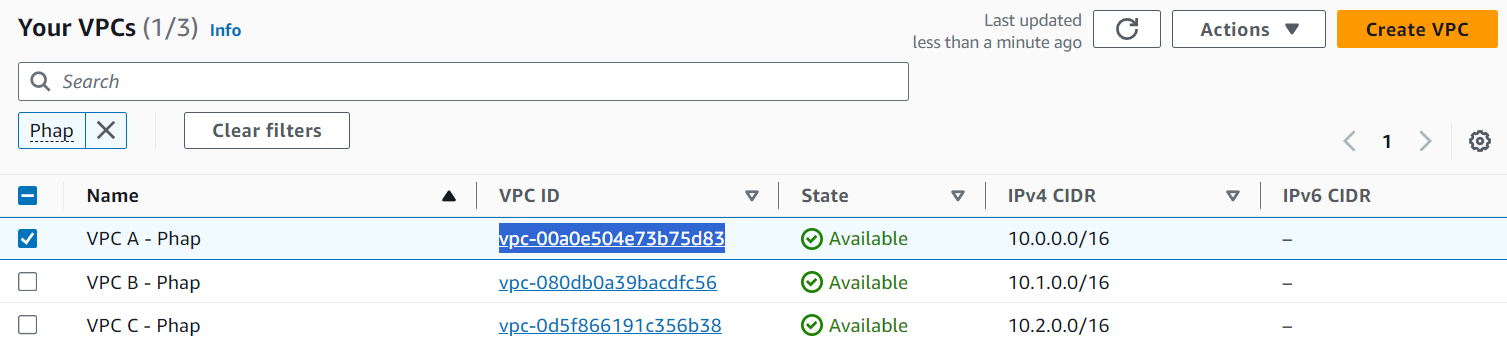 Your VPCs (1/3) Info
Last updated
less than a minute ago
Actions
Create VPC
Search
Phap
Clear filters
1
Name VPC ID State IPv4 CIDR IPv6 CIDR
VPC A - Phap vpc-00a0e504e73b75d83 Available 10.0.0.0/16 –
VPC B - Phap vpc-080db0a39bacdfc56 Available 10.1.0.0/16 –
VPC C - Phap vpc-0d5f866191c356b38 Available 10.2.0.0/16 –